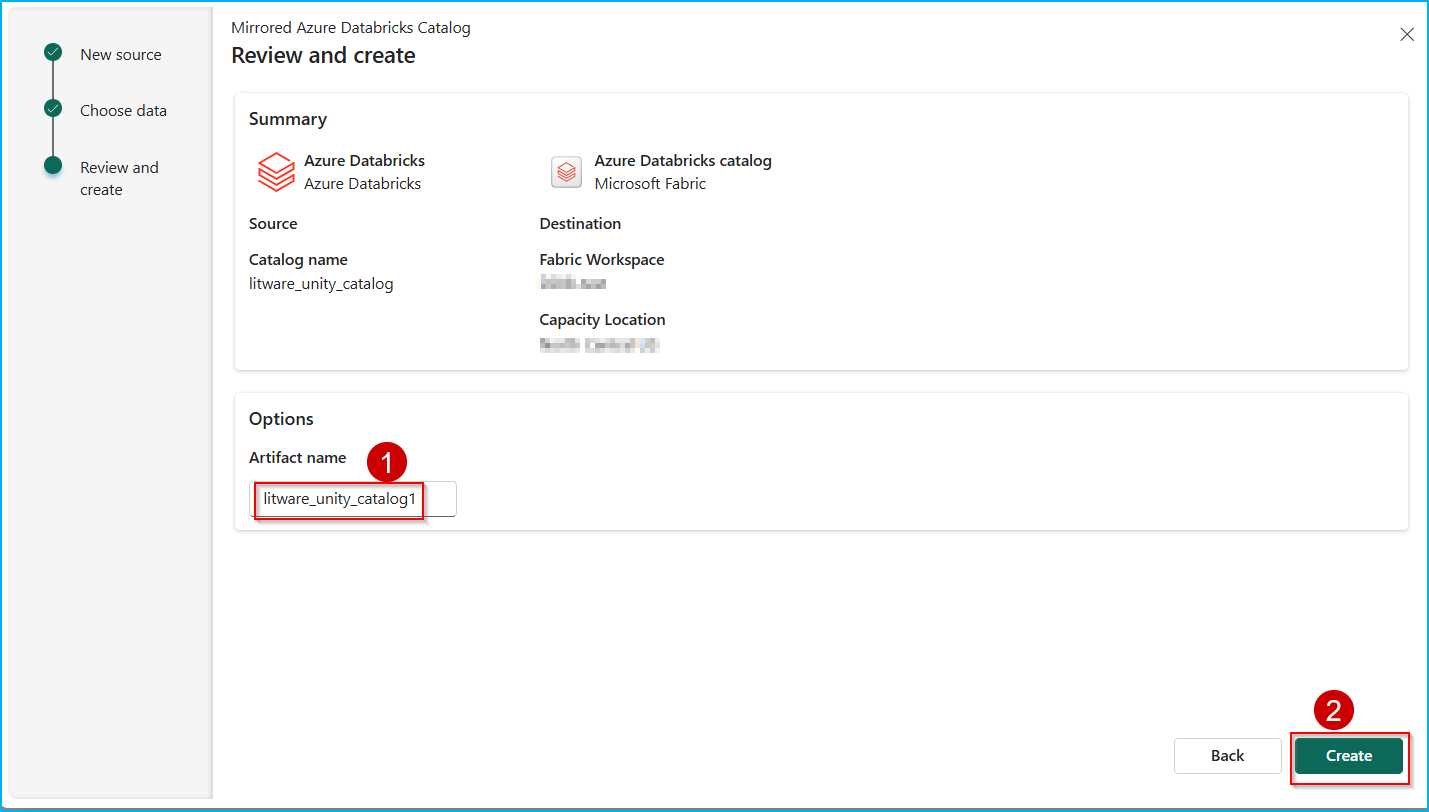 New source
Choose data
Review and
create
Mirrored Azure Databricks Catalog
Review and create
Summary
Azure Databricks
Azure Databricks
Azure Databricks catalog
Microsoft Fabric
Source
Destination
Catalog name
litware_unity_catalog
Fabric Workspace
Capacity Location
Options
Artifact name
1
litware_unity_catalog1
2
Back
Create